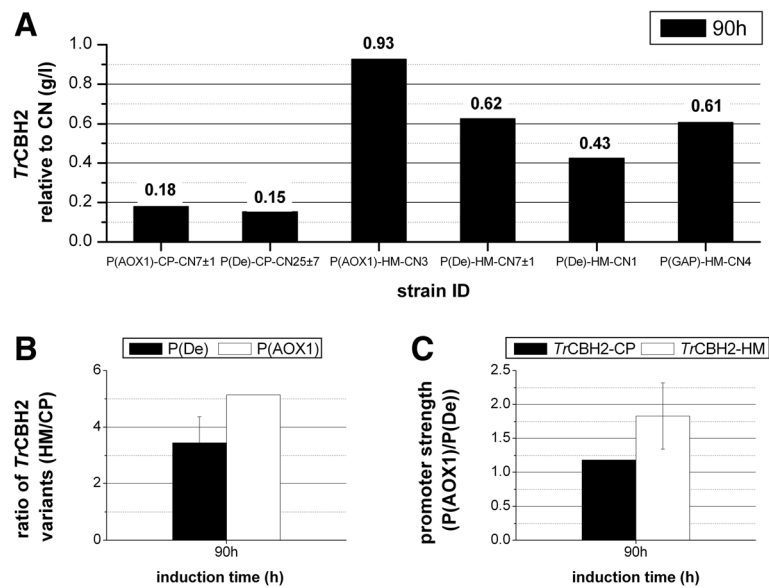 A
90h
TrCBH2
relative to CN (g/l)
1.0
0.8
0.6
0.4
0.2
0.0
0.18
0.15
0.93
0.62
0.43
0.61
P(AOX1)-CP-CN7±1 P(De)-CP-CN25±7 P(AOX1)-HM-CN3 P(De)-HM-CN7±1 P(De)-HM-CN1 P(GAP)-HM-CN4
strain ID
B
P(De) P(AOX1)
ratio of TrCBH2
variants (HM/CP)
6
4
2
0
90h
induction time (h)
C
TrCBH2-CP TrCBH2-HM
promoter strength
(P(AOX1)/P(De))
2.5
2.0
1.5
1.0
0.5
0.0
90h
induction time (h)